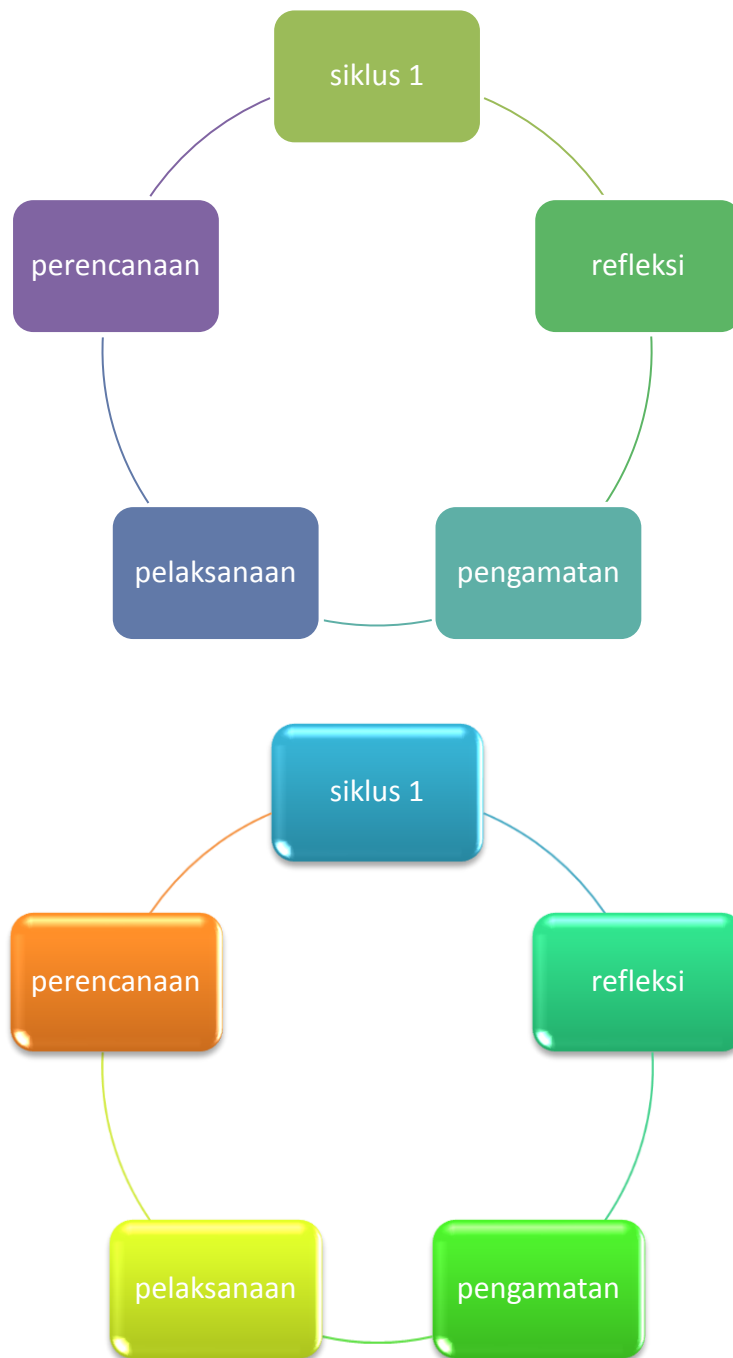 siklus 1
perencanaan
refleksi
pelaksanaan
pengamatan
siklus 1
perencanaan
refleksi
pelaksanaan
pengamatan